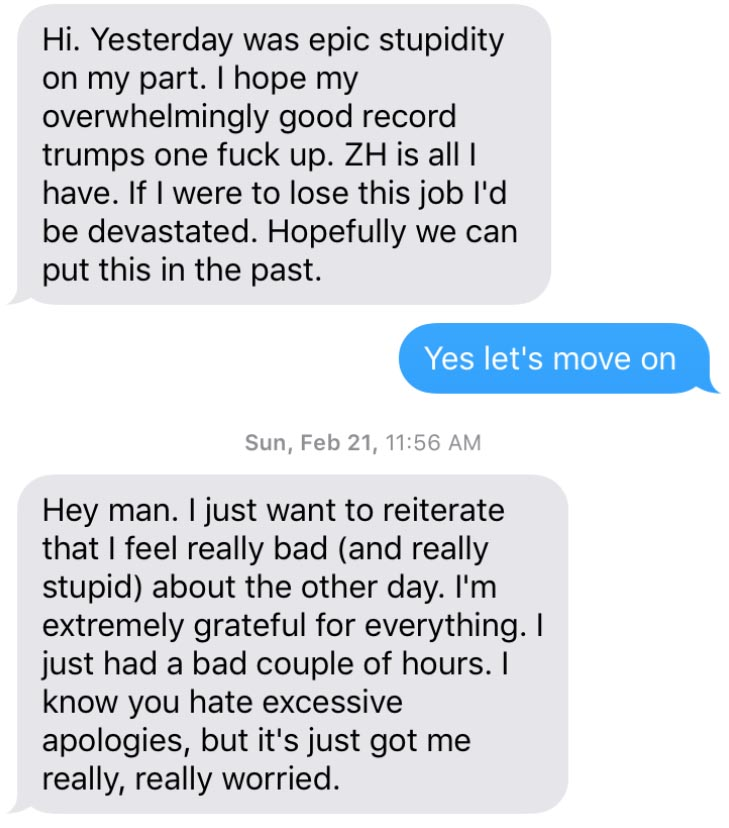 Hi. Yesterday was epic stupidity
on my part. I hope my
overwhelmingly good record
trumps one fuck up. ZH is all I
have. If I were to lose this job I'd
be devastated. Hopefully we can
put this in the past.
Yes let's move on
Sun, Feb 21, 11:56 AM
Hey man. I just want to reiterate
that I feel really bad (and really
stupid) about the other day. I'm
extremely grateful for everything. I
just had a bad couple of hours. I
know you hate excessive
apologies, but it's just got me
really, really worried.